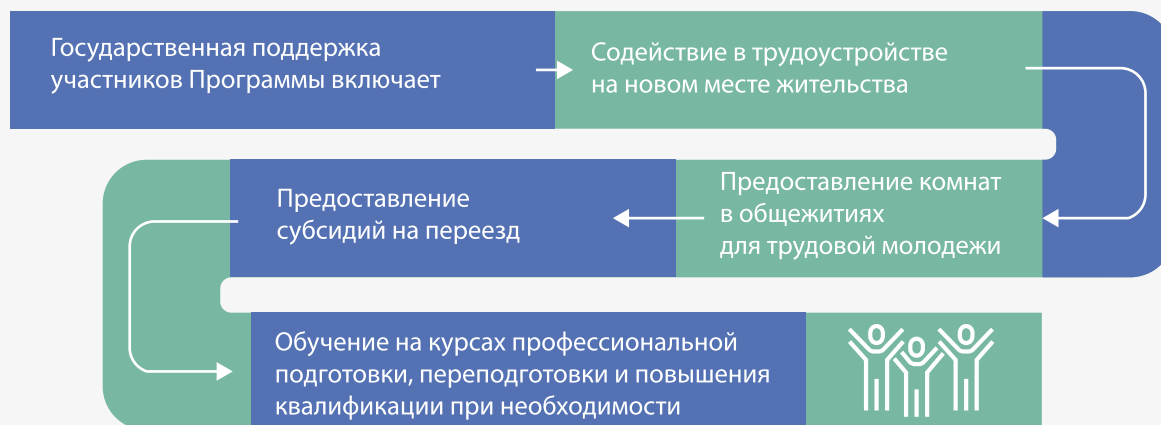 Государственная поддержка
участников Программы включает
Содействие в трудоустройстве
на новом месте жительства
Предоставление комнат
в общежитиях
для трудовой молодежи
Предоставление
субсидий на переезд
Обучение на курсах профессиональной
подготовки, переподготовки и повышения
квалификации при необходимости